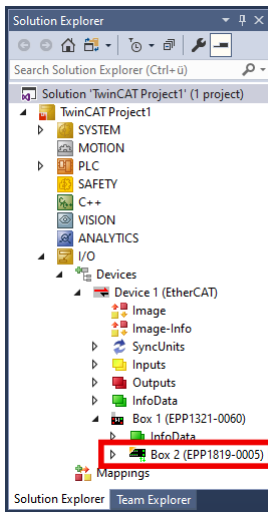 Solution Explorer
Search Solution Explorer (Ctrl+ü)
Solution 'TwinCAT Project1' (1 project)
TwinCAT Project1
SYSTEM
MOTION
PLC
SAFETY
C++
VISION
ANALYTICS
I/O
Devices
Device 1 (EtherCAT)
Image
Image-Info
SyncUnits
Inputs
Outputs
InfoData
Box 1 (EPP1321-0060)
InfoData
Box 2 (EPP1819-0005)
Mappings
Solution Explorer Team Explorer